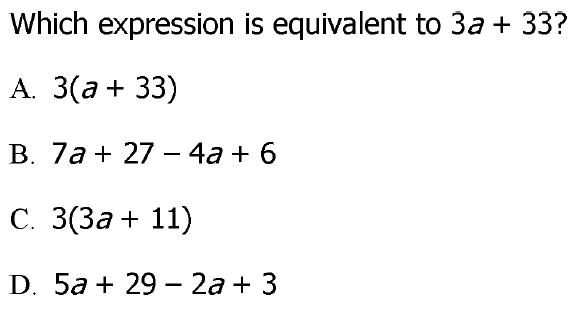 Which expression is equivalent to 3a + 33?
A. 3(a + 33)
B. 7a + 27 – 4a + 6
C. 3(3a + 11)
D. 5a + 29 – 2a + 3